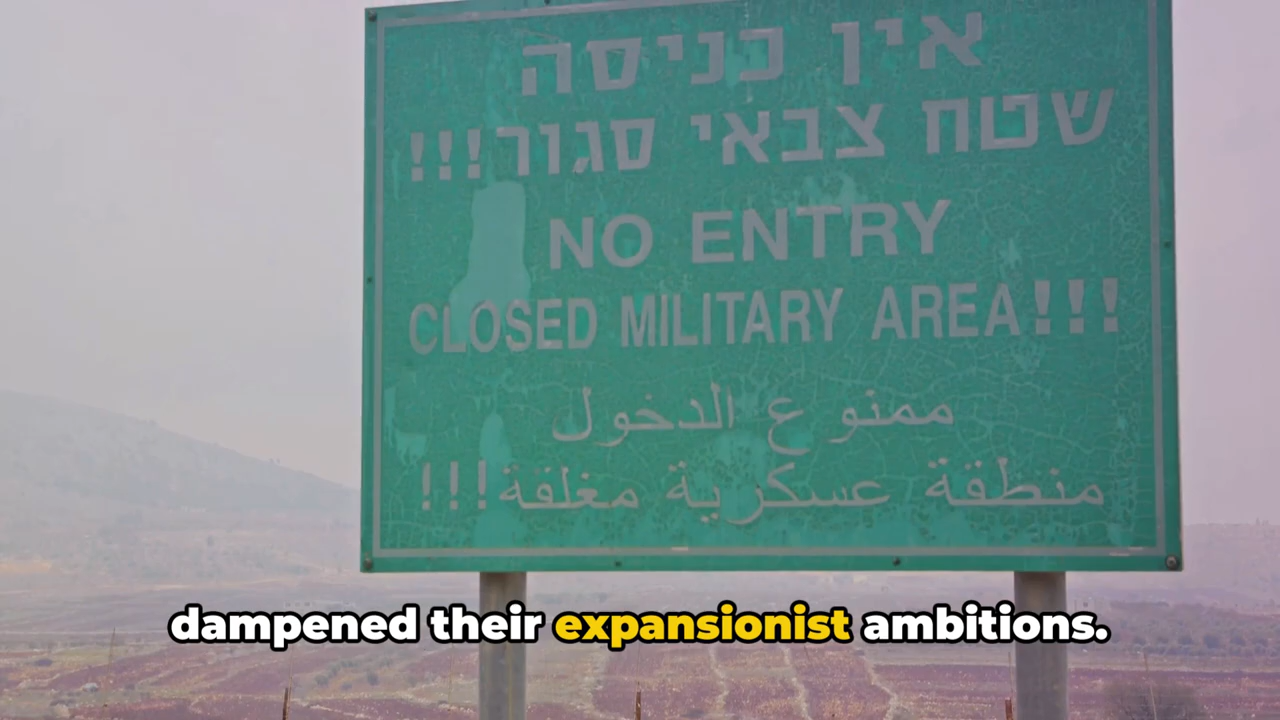 אין כניסה
שטח צבאי סגור!!!
NO ENTRY
CLOSED MILITARY AREA!!!
ممنوع الدخول
منطقة عسكرية مغلقة!!!
dampened their expansionist ambitions.